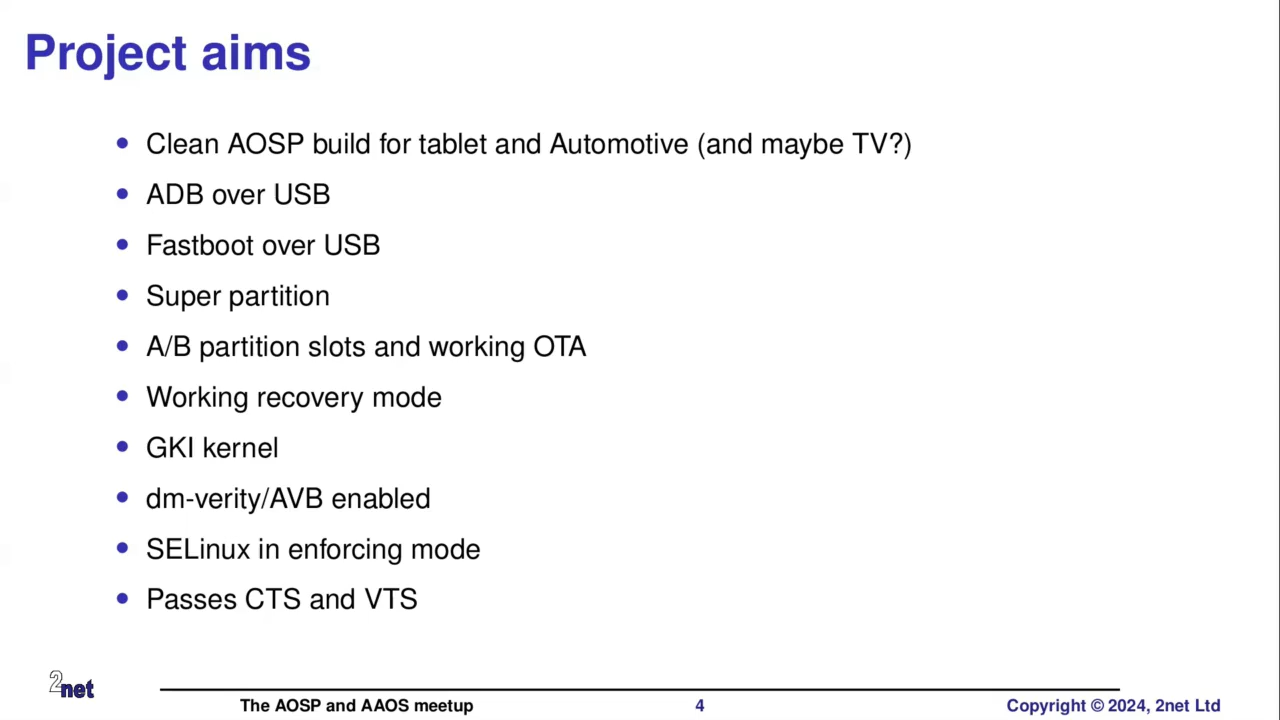 Project aims
• Clean AOSP build for tablet and Automotive (and maybe TV?)
• ADB over USB
• Fastboot over USB
• Super partition
• A/B partition slots and working OTA
• Working recovery mode
• GKI kernel
• dm-verity/AVB enabled
• SELinux in enforcing mode
• Passes CTS and VTS
2net
The AOSP and AAOS meetup
4
Copyright © 2024, 2net Ltd